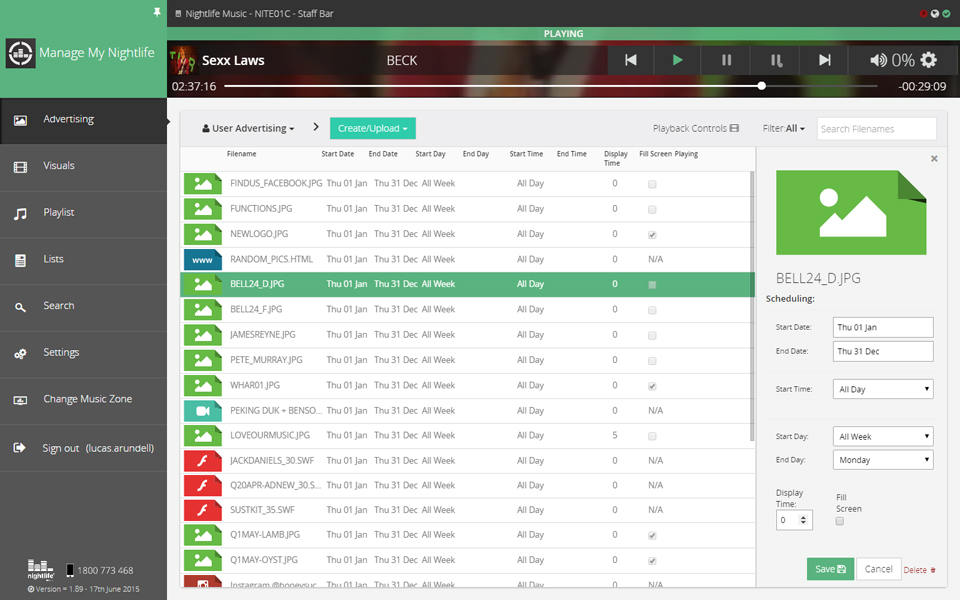 Nightlife Music - NITE01C - Staff Bar
Manage My Nightlife
PLAYING
Sexx Laws
BECK
0%
02:37:16
-00:29:09
Advertising
Visuals
Playlist
Lists
Search
Settings
Change Music Zone
Sign out (lucas.arundell)
nightlife
1800 773 468
Version = 1.89 - 17th June 2015
User Advertising
Create/Upload
Playback Controls
Filter:All
Search Filenames
Filename Start Date End Date Start Day End Day Start Time End Time Display Time Fill Screen Playing
FINDUS_FACEBOOK.JPG Thu 01 Jan Thu 31 Dec All Week All Day 0
FUNCTIONS.JPG Thu 01 Jan Thu 31 Dec All Week All Day 0
NEWLOGO.JPG Thu 01 Jan Thu 31 Dec All Week All Day 0
www RANDOM_PICS.HTML Thu 01 Jan Thu 31 Dec All Week All Day 0 N/A
BELL24_D.JPG Thu 01 Jan Thu 31 Dec All Week All Day 0
BELL24_F.JPG Thu 01 Jan Thu 31 Dec All Week All Day 0
JAMESREYNE.JPG Thu 01 Jan Thu 31 Dec All Week All Day 0
PETE_MURRAY.JPG Thu 01 Jan Thu 31 Dec All Week All Day 0
WHAR01.JPG Thu 01 Jan Thu 31 Dec All Week All Day 0
PEKING DUK + BENSO... Thu 01 Jan Thu 31 Dec All Week All Day 0 N/A
LOVEOURMUSIC.JPG Thu 01 Jan Thu 31 Dec All Week All Day 5
JACKDANIELS_30.SWF Thu 01 Jan Thu 31 Dec All Week All Day 0 N/A
Q20APR-ADNEW_30.S... Thu 01 Jan Thu 31 Dec All Week All Day 0 N/A
SUSTKIT_35.SWF Thu 01 Jan Thu 31 Dec All Week All Day 0 N/A
Q1MAY-LAMB.JPG Thu 01 Jan Thu 31 Dec All Week All Day 0
Q1MAY-OYST.JPG Thu 01 Jan Thu 31 Dec All Week All Day 0
Instagram @honeysuc... Thu 01 Jan Thu 31 Dec All Week All Day 0 N/A
BELL24_D.JPG
Scheduling:
Start Date: Thu 01 Jan
End Date: Thu 31 Dec
Start Time: All Day
Start Day: All Week
End Day: Monday
Display Time: 0
Fill Screen
Save
Cancel
Delete